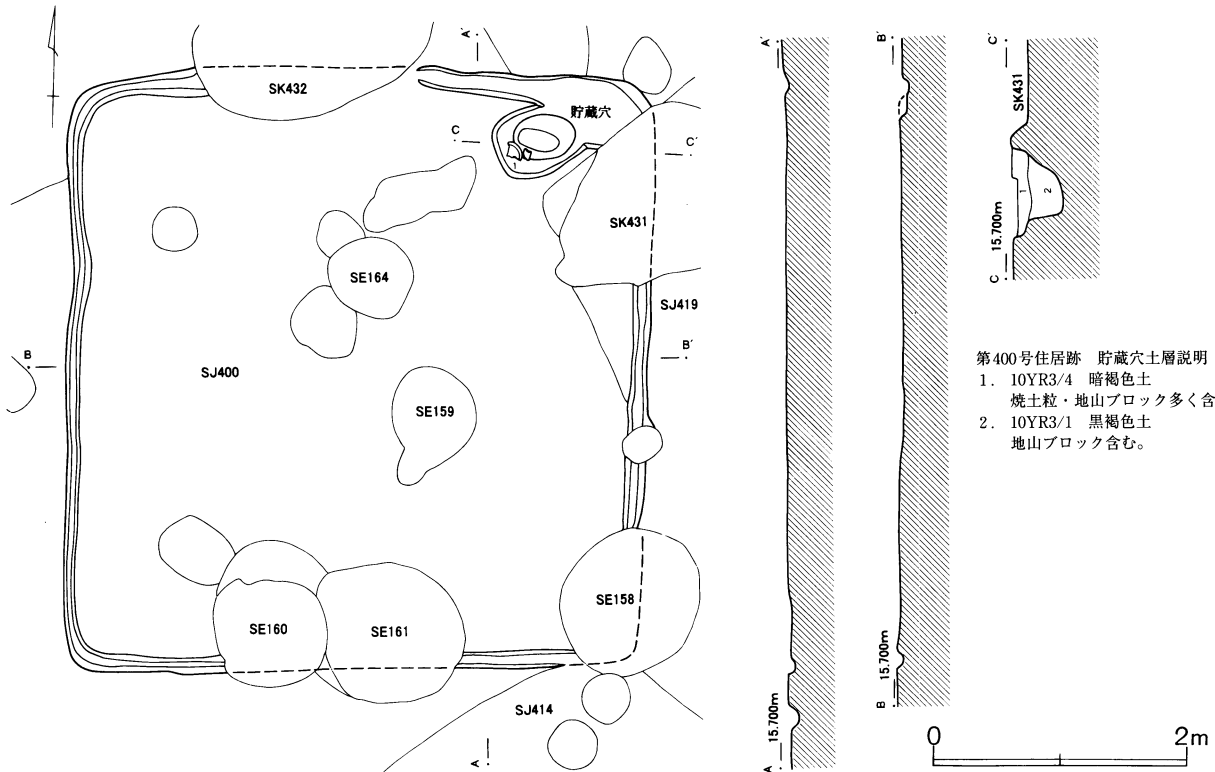 A´
SK432
貯蔵穴
C
C´
1
SK431
SE164
SJ419
B
B´
SJ400
SE159
SE160
SE161
SE158
SJ414
A
A´
15.700m
A
B´
15.700m
B
C´
SK431
1
2
15.700m
C
第400号住居跡 貯蔵穴土層説明
1. 10YR3/4 暗褐色土
焼土粒・地山ブロック多く含
2. 10YR3/1 黒褐色土
地山ブロック含む。
0
2m